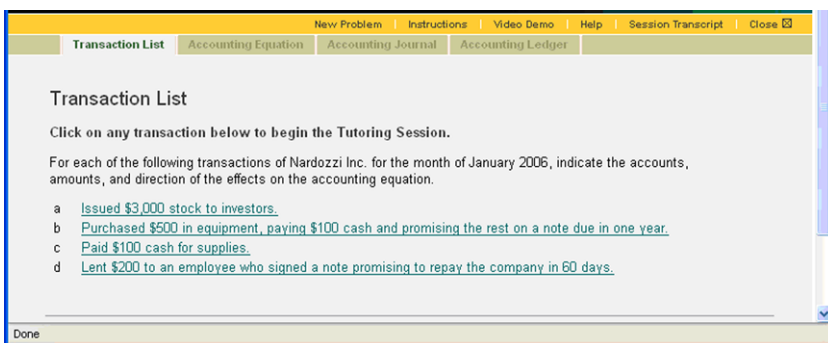 New Problem | Instructions | Video Demo | Help | Session Transcript | Close
Transaction List Accounting Equation Accounting Journal Accounting Ledger
Transaction List
Click on any transaction below to begin the Tutoring Session.
For each of the following transactions of Nardozzi Inc. for the month of January 2006, indicate the accounts,
amounts, and direction of the effects on the accounting equation.
a Issued $3,000 stock to investors.
b Purchased $500 in equipment, paying $100 cash and promising the rest on a note due in one year.
c Paid $100 cash for supplies.
d Lent $200 to an employee who signed a note promising to repay the company in 60 days.
Done